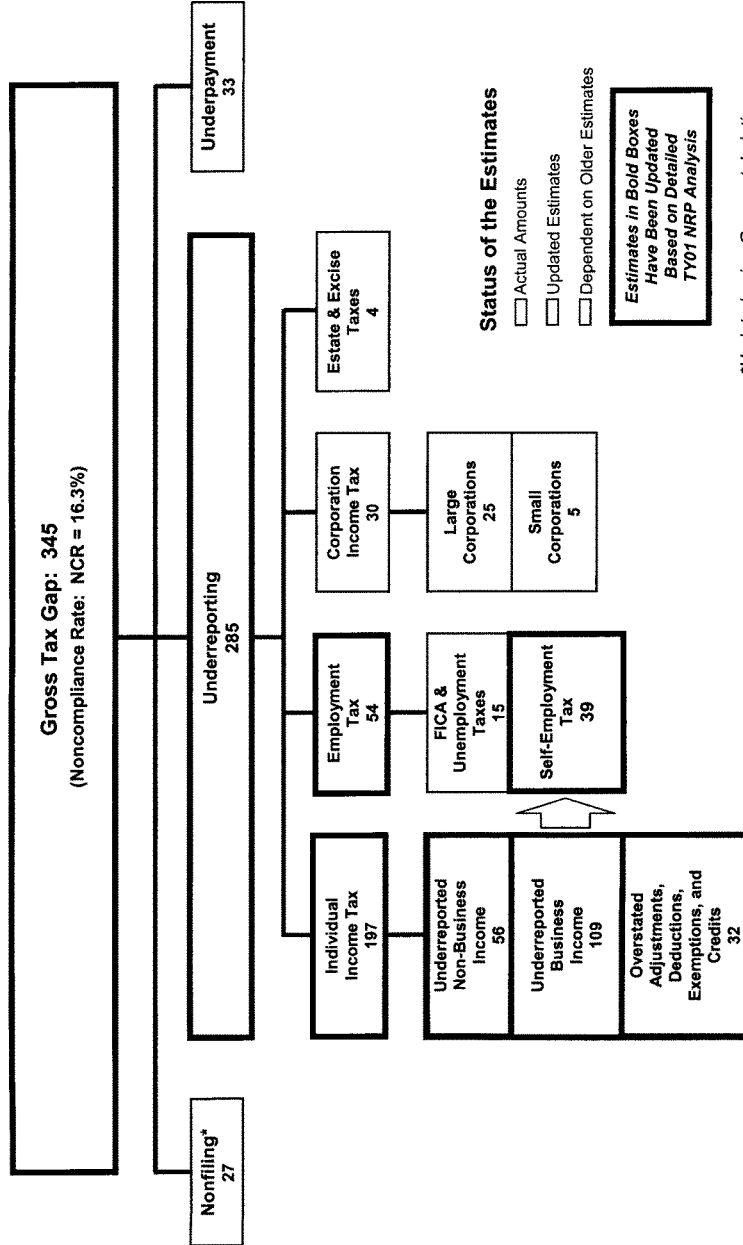 Gross Tax Gap: 345
(Noncompliance Rate: NCR = 16.3%)
Nonfiling*
27
Underreporting
285
Underpayment
33
Individual
Income Tax
197
Employment
Tax
54
Corporation
Income Tax
30
Estate & Excise
Taxes
4
Underreported
Non-Business
Income
56
Underreported
Business
Income
109
Overstated
Adjustments,
Deductions,
Exemptions, and
Credits
32
FICA &
Unemployment
Taxes
15
Self-Employment
Tax
39
Large
Corporations
25
Small
Corporations
5
Status of the Estimates
Actual Amounts
Updated Estimates
Dependent on Older Estimates
Estimates in Bold Boxes
Have Been Updated
Based on Detailed
TY01 NRP Analysis